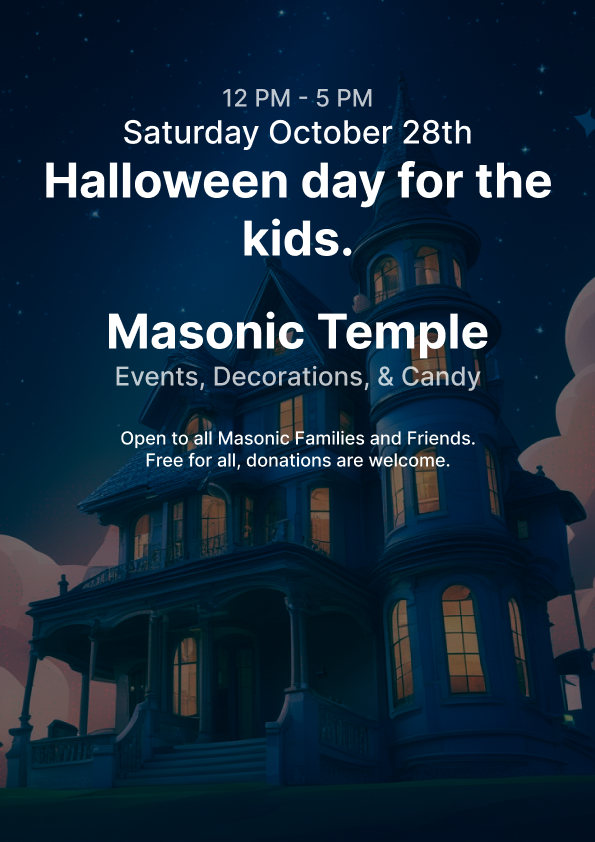 12 PM - 5 PM
Saturday October 28th
Halloween day for the
kids.
Masonic Temple
Events, Decorations, & Candy
Open to all Masonic Families and Friends.
Free for all, donations are welcome.